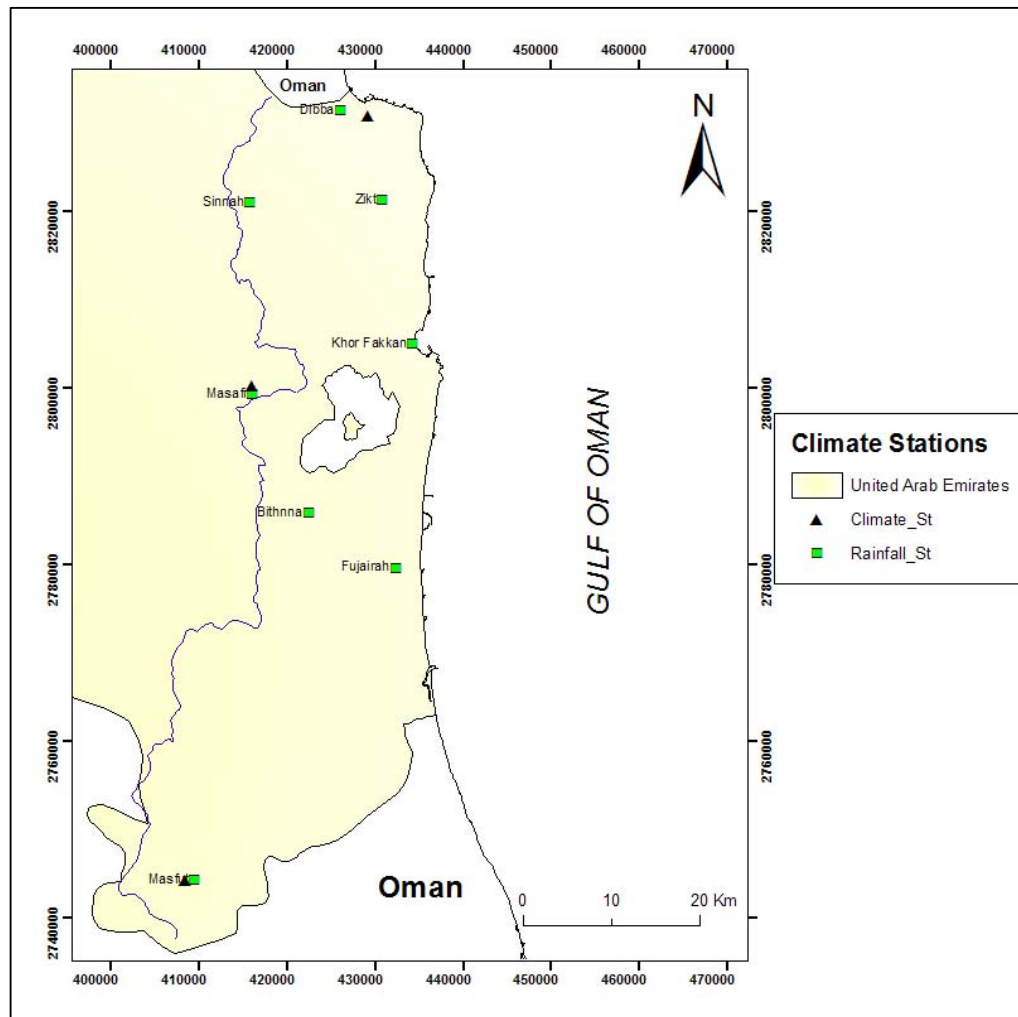 400000 410000 420000 430000 440000 450000 460000 470000
Oman
N
Dibba
Sinnah
Zikt
2820000
2820000
Khor Fakkan
Masafi
2800000
2800000
GULF OF OMAN
Climate Stations
United Arab Emirates
Climate_St
Rainfall_St
Bithnna
Fujairah
2780000
2780000
2760000
2760000
Masfut
Oman
0 10 20 Km
2740000
2740000
400000 410000 420000 430000 440000 450000 460000 470000